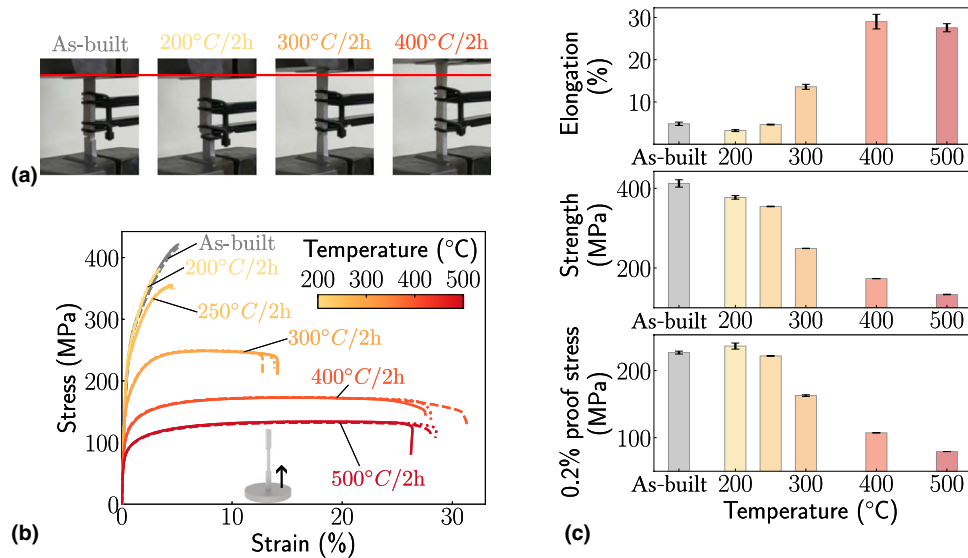 As-built 200°C/2h 300°C/2h 400°C/2h
(a)
Stress (MPa)
400
300
200
100
0
As-built
200°C/2h
250°C/2h
300°C/2h
400°C/2h
500°C/2h
Temperature (°C)
200 300 400 500
0 10 20 30
Strain (%)
(b)
Elongation
(%)
30
20
10
As-built 200 300 400 500
Strength
(MPa)
400
200
As-built 200 300 400 500
0.2% proof stress
(MPa)
200
100
As-built 200 300 400 500
Temperature (°C)
(c)